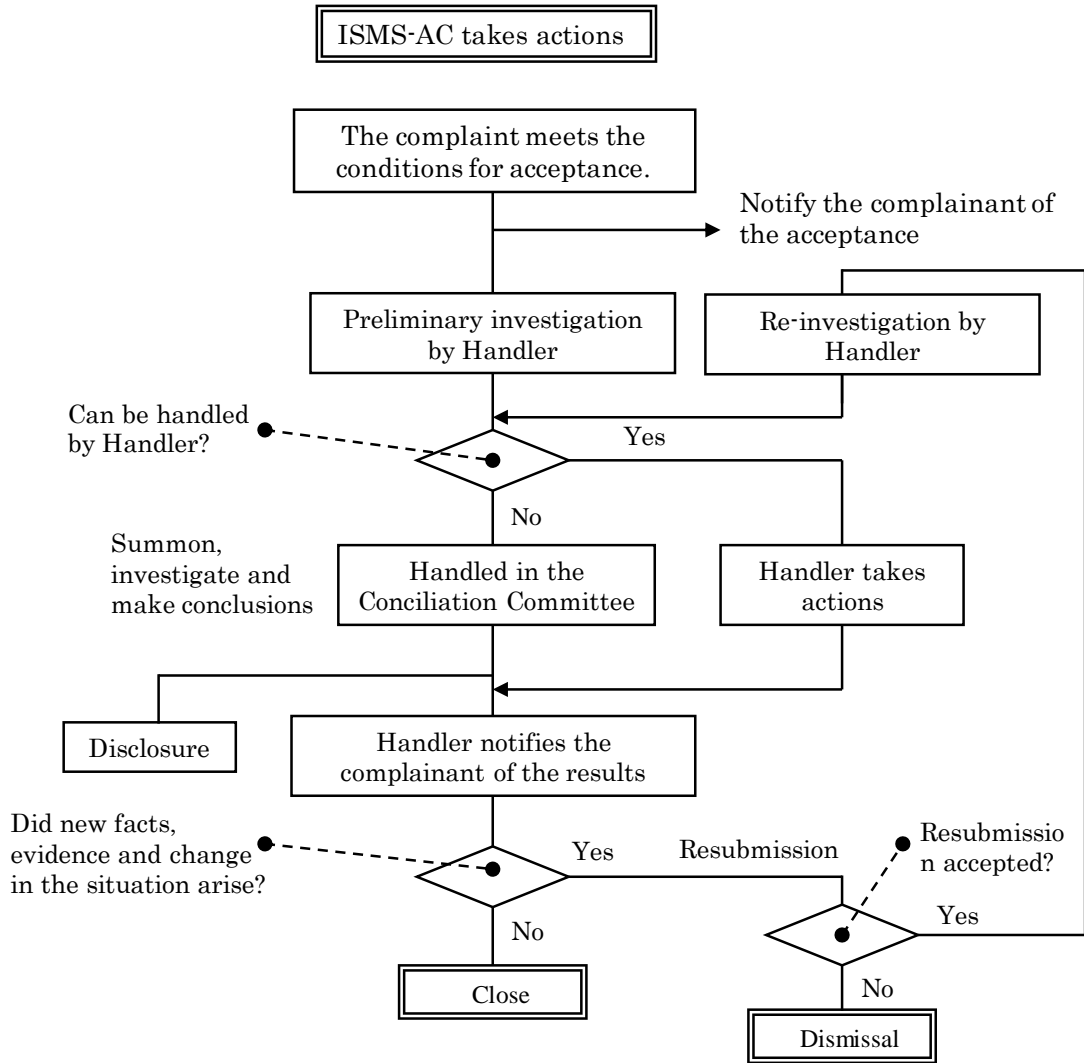 ISMS-AC takes actions
The complaint meets the
conditions for acceptance.
Notify the complainant of
the acceptance
Preliminary investigation
by Handler
Re-investigation by
Handler
Can be handled
by Handler?
Yes
No
Summon,
investigate and
make conclusions
Handled in the
Conciliation Committee
Handler takes
actions
Disclosure
Handler notifies the
complainant of the results
Did new facts,
evidence and change
in the situation arise?
Yes
Resubmission
Resubmissio
n accepted?
Yes
No
No
Close
Dismissal